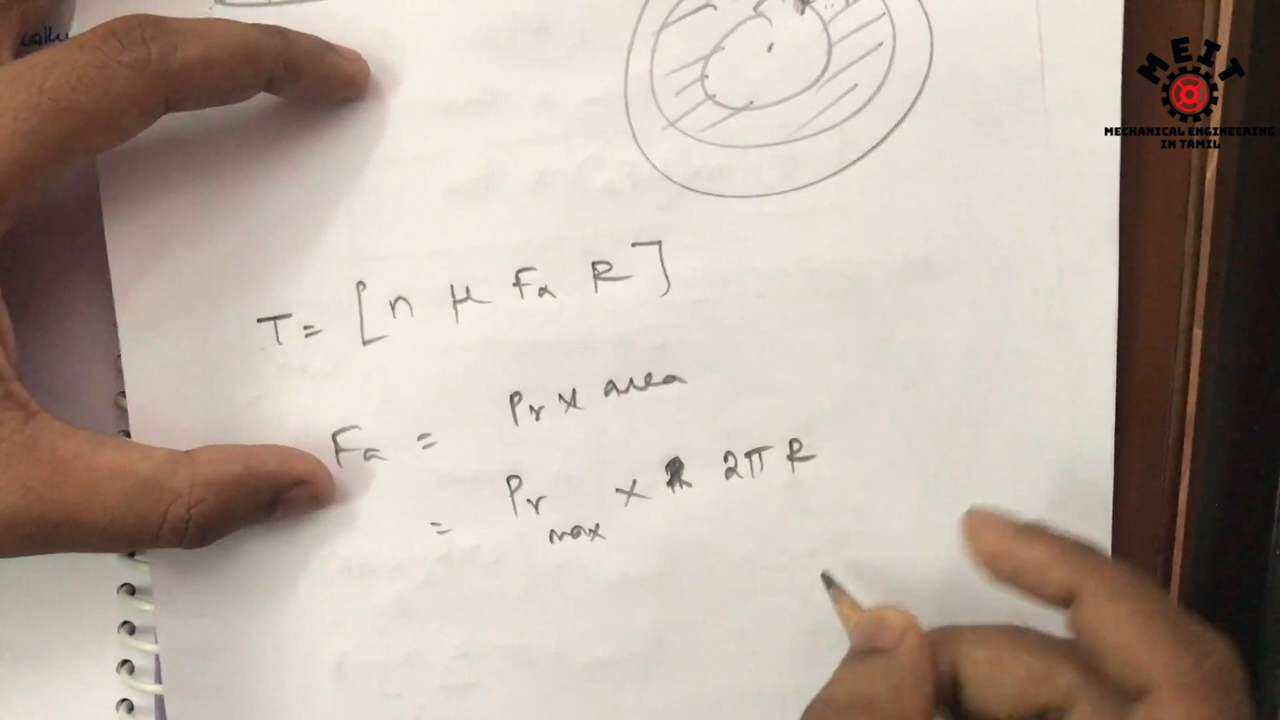 MEIT
MECHANICAL ENGINEERING
IN TAMIL
T = [n μ Fa R]
Fa = Pr x area
= Pr max x 2π R